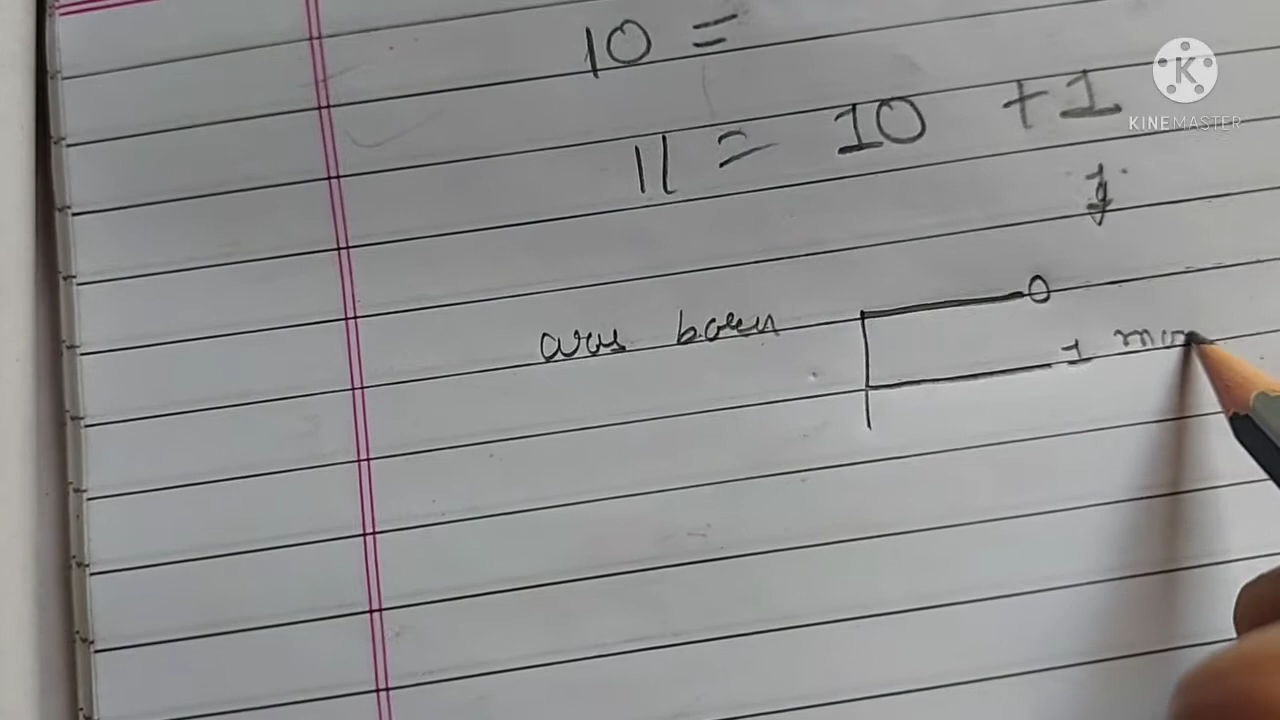 10 =
11 = 10 +1
0
was born
1
KINEMASTER